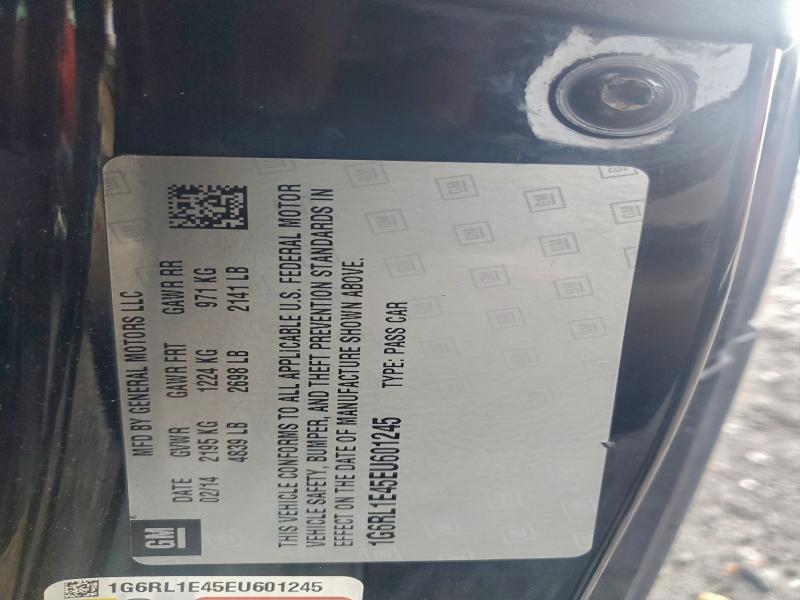 MFD BY GENERAL MOTORS LLC
DATE GVWR GAWR FRT GAWR RR
02/14 2195 KG 1224 KG 971 KG
4839 LB 2698 LB 2141 LB
THIS VEHICLE CONFORMS TO ALL APPLICABLE U.S. FEDERAL MOTOR
VEHICLE SAFETY, BUMPER, AND THEFT PREVENTION STANDARDS IN
EFFECT ON THE DATE OF MANUFACTURE SHOWN ABOVE.
1G6RL1E45EU601245 TYPE: PASS CAR
GM
1G6RL1E45EU601245